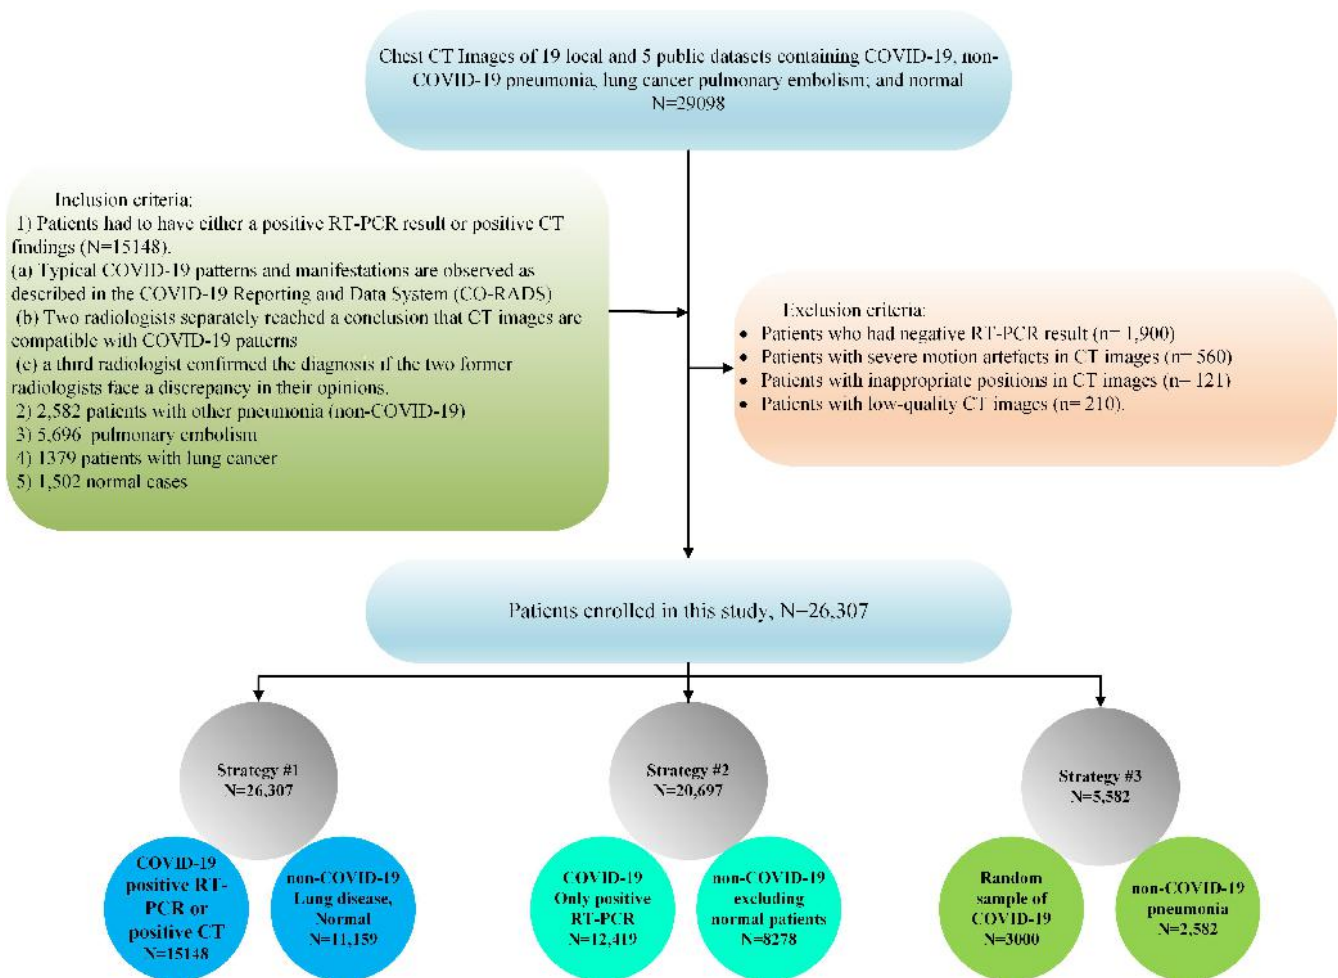 Chest CT Images of 19 local and 5 public datasets containing COVID-19, non-
COVID-19 pneumonia, lung cancer pulmonary embolism; and normal
N=29098
Inclusion criteria:
1) Patients had to have either a positive RT-PCR result or positive CT
findings (N=15148).
(a) Typical COVID-19 patterns and manifestations are observed as
described in the COVID-19 Reporting and Data System (CO-RADS)
(b) Two radiologists separately reached a conclusion that CT images are
compatible with COVID-19 patterns
(c) a third radiologist confirmed the diagnosis if the two former
radiologists face a discrepancy in their opinions.
2) 2,582 patients with other pneumonia (non-COVID-19)
3) 5,696 pulmonary embolism
4) 1379 patients with lung cancer
5) 1,502 normal cases
Exclusion criteria:
• Patients who had negative RT-PCR result (n= 1,900)
• Patients with severe motion artefacts in CT images (n= 560)
• Patients with inappropriate positions in CT images (n= 121)
• Patients with low-quality CT images (n= 210).
Patients enrolled in this study, N=26,307
Strategy #1
N=26,307
COVID-19
positive RT-
PCR or
positive CT
N=15148
non-COVID-19
Lung disease,
Normal
N=11,159
Strategy #2
N=20,697
COVID-19
Only positive
RT-PCR
N=12,419
non-COVID-19
excluding
normal patients
N=8278
Strategy #3
N=5,582
Random
sample of
COVID-19
N=3000
non-COVID-19
pneumonia
N=2,582